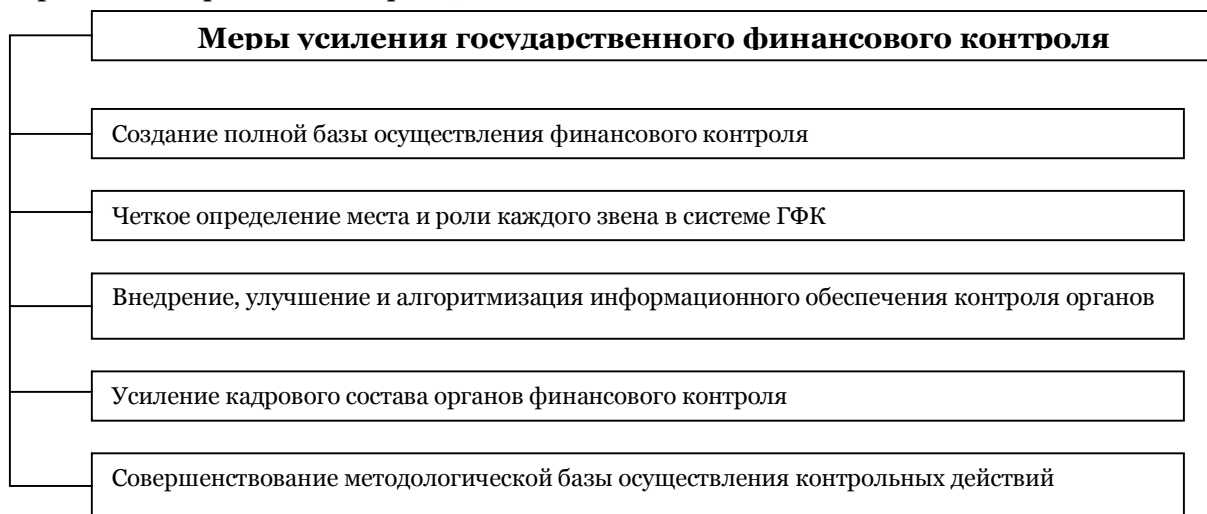 Меры усиления государственного финансового контроля
Создание полной базы осуществления финансового контроля
Четкое определение места и роли каждого звена в системе ГФК
Внедрение, улучшение и алгоритмизация информационного обеспечения контроля органов
Усиление кадрового состава органов финансового контроля
Совершенствование методологической базы осуществления контрольных действий